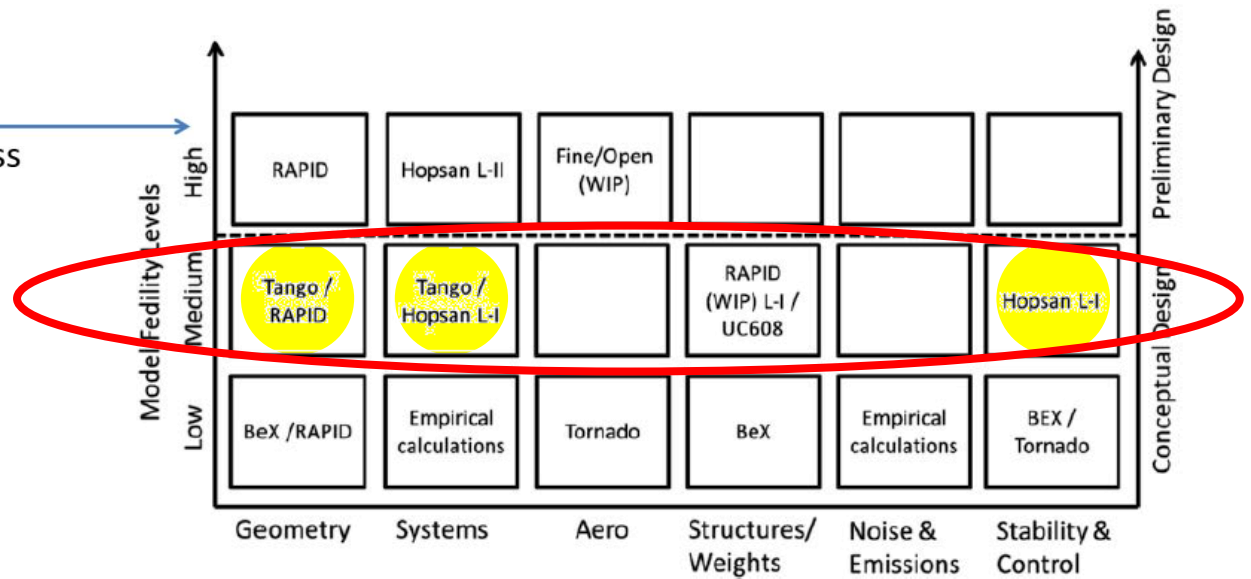 ss
Preliminary Design
High
RAPID
Hopsan L-II
Fine/Open
(WIP)
Model Fedility Levels
Medium
Tango /
RAPID
Tango /
Hopsan L-I
RAPID
(WIP) L-I /
UC608
Hopsan L-I
Conceptual Design
Low
BeX /RAPID
Empirical
calculations
Tornado
BeX
Empirical
calculations
BEX /
Tornado
Geometry
Systems
Aero
Structures/
Weights
Noise &
Emissions
Stability &
Control